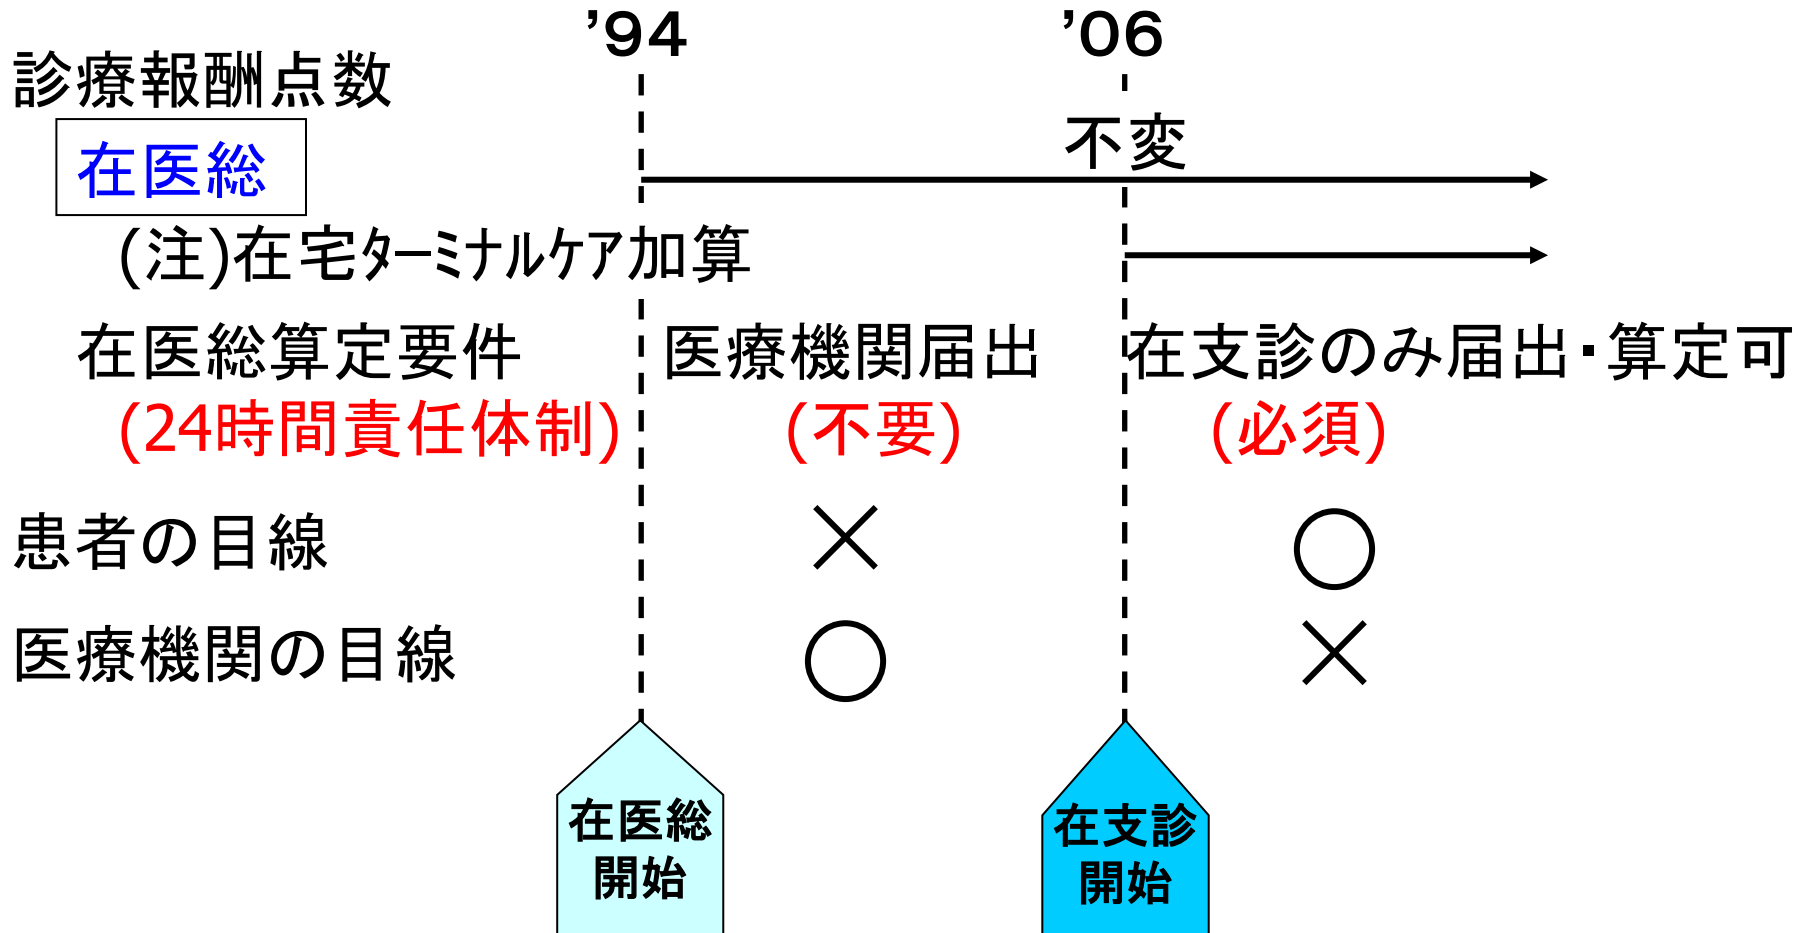 ’94 ’06
診療報酬点数
不変
在医総
(注)在宅ﾀｰﾐﾅﾙｹｱ加算
在医総算定要件 医療機関届出 在支診のみ届出・算定可
(24時間責任体制) (不要) (必須)
患者の目線 × ○
医療機関の目線 ○ ×
在医総
開始
在支診
開始